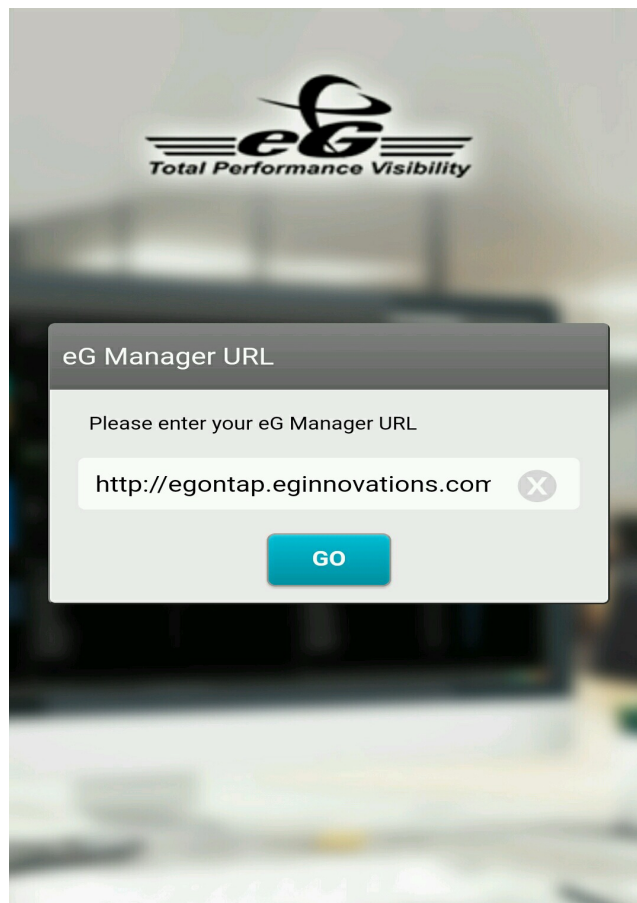 eG
Total Performance Visibility
eG Manager URL
Please enter your eG Manager URL
http://egontap.eginnovations.com
X
GO